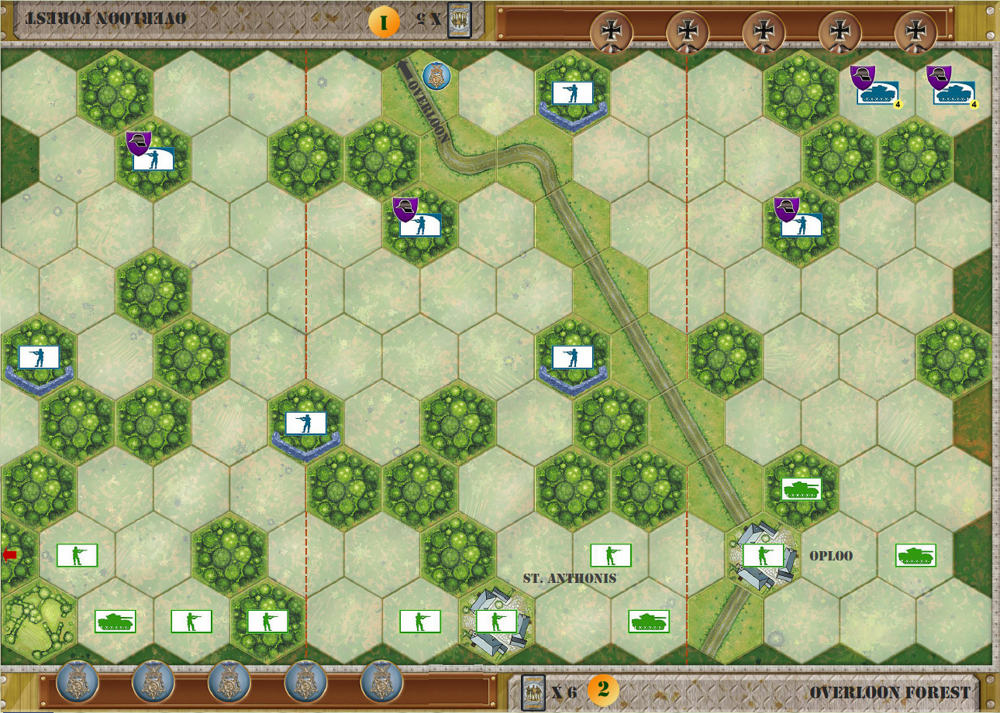 OVERLOON FOREST
1
5 X
OVERLOON
4
4
OPLOO
ST. ANTHONIS
X 6
2
OVERLOON FOREST